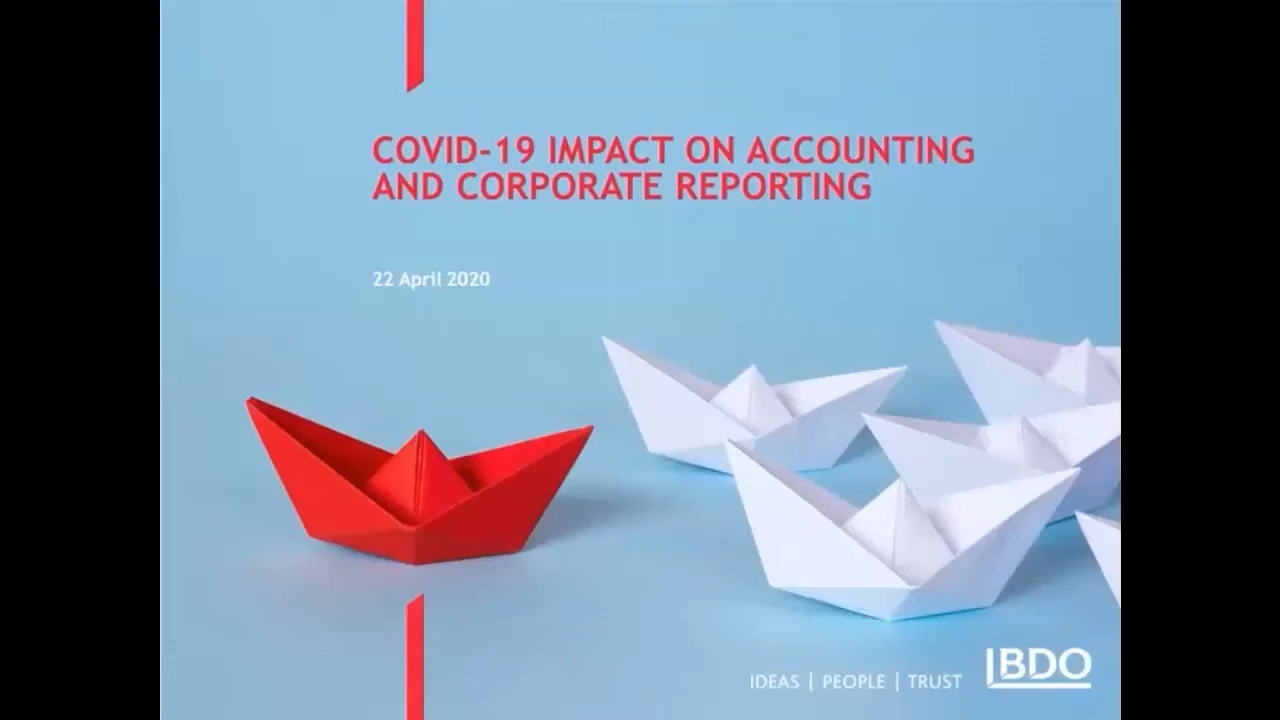 COVID-19 IMPACT ON ACCOUNTING
AND CORPORATE REPORTING
22 April 2020
IDEAS | PEOPLE | TRUST
BDO